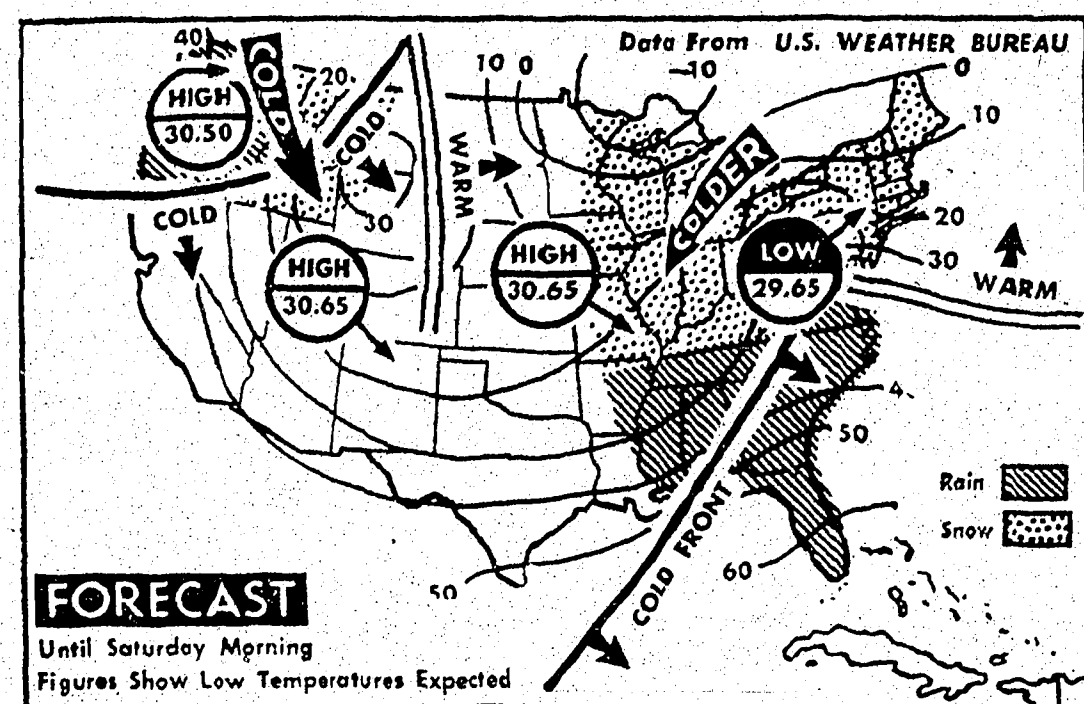 Data From U.S. WEATHER BUREAU
40
COLD
20
HIGH
30.50
COLD
30
COLD
10 0
-10
0
10
WARM
COLDER
20
30
WARM
HIGH
30.65
HIGH
30.65
LOW
29.65
4
50
Rain
Snow
COLD FRONT
60
50
FORECAST
Until Saturday Morning
Figures Show Low Temperatures Expected